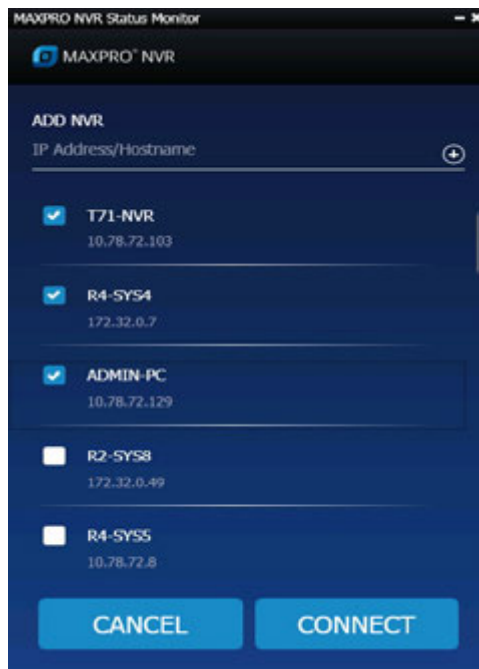 MAXPRO NVR Status Monitor
MAXPRO® NVR
ADD NVR
IP Address/Hostname
T71-NVR
10.78.72.103
R4-SYS4
172.32.0.7
ADMIN-PC
10.78.72.129
R2-SYS8
172.32.0.49
R4-SYS5
10.78.72.8
CANCEL
CONNECT